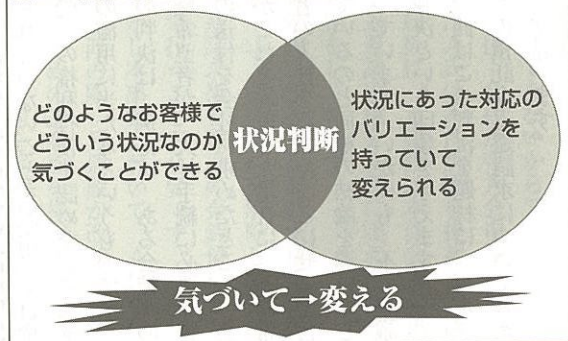 どのようなお客様で
どういう状況なのか
気づくことができる
状況判断
状況にあった対応の
バリエーションを
持っていて
変えられる
気づいて→変える